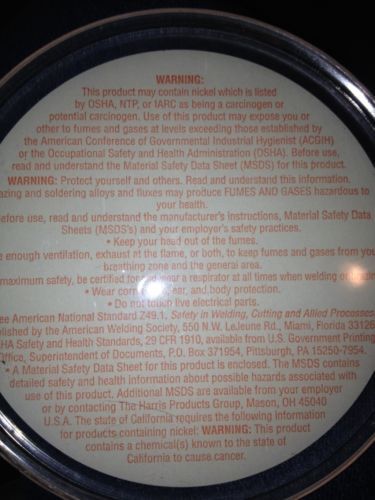 WARNING:
This product may contain nickel which is listed
by OSHA, NTP, or IARC as being a carcinogen or
potential carcinogen. Use of this product may expose you or
other to fumes and gases at levels exceeding those established by
the American Conference of Governmental Industrial Hygienist (ACGIH)
or the Occupational Safety and Health Administration (OSHA). Before use,
read and understand the Material Safety Data Sheet (MSDS) for this product.
WARNING: Protect yourself and others. Read and understand this information.
azing and soldering alloys and fluxes may produce FUMES AND GASES hazardous to
your health.
efore use, read and understand the manufacturer's instructions, Material Safety Data
Sheets (MSDS's) and your employer's safety practices.
• Keep your head out of the fumes.
e enough ventilation, exhaust at the flame, or both, to keep fumes and gases from you
breathing zone and the general area.
maximum safety, be certified for and wear a respirator at all times when welding or
• Wear ear, and body protection.
• Do not touch live electrical parts.
ee American National Standard Z49.1, Safety in Welding, Cutting and Allied Processes
blished by the American Welding Society, 550 N.W. LeJeune Rd., Miami, Florida 33126
HA Safety and Health Standards, 29 CFR 1910, available from U.S. Government Printing
Office, Superintendent of Documents, P.O. Box 371954, Pittsburgh, PA 15250-7954.
• A Material Safety Data Sheet for this product is enclosed. The MSDS contains
detailed safety and health information about possible hazards associated with
use of this product. Additional MSDS are available from your employer
or by contacting The Harris Products Group, Mason, OH 45040
U.S.A. The state of California requires the following information
for products containing nickel: WARNING: This product
contains a chemical(s) known to the state of
California to cause cancer.